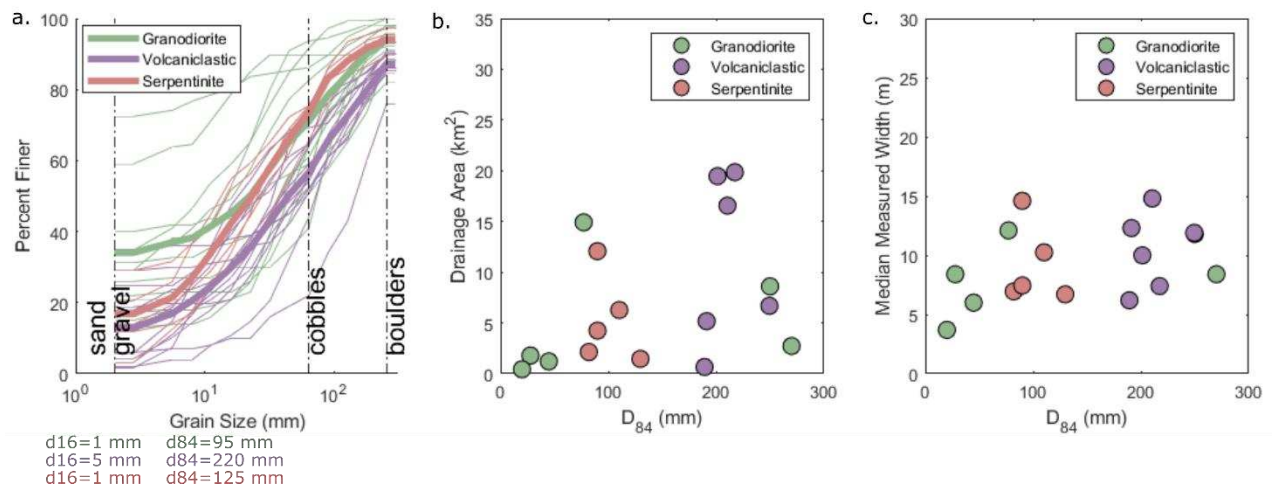 a.
100
80
60
40
20
0
Percent Finer
Granodiorite
Volcaniclastic
Serpentinite
sand
gravel
cobbles
boulders
10^0
10^1
10^2
Grain Size (mm)
d16=1 mm d84=95 mm
d16=5 mm d84=220 mm
d16=1 mm d84=125 mm
b.
35
30
25
20
15
10
5
0
Drainage Area (km^2)
Granodiorite
Volcaniclastic
Serpentinite
0
100
200
300
D_84 (mm)
c.
30
25
20
15
10
5
0
Median Measured Width (m)
Granodiorite
Volcaniclastic
Serpentinite
0
100
200
300
D_84 (mm)